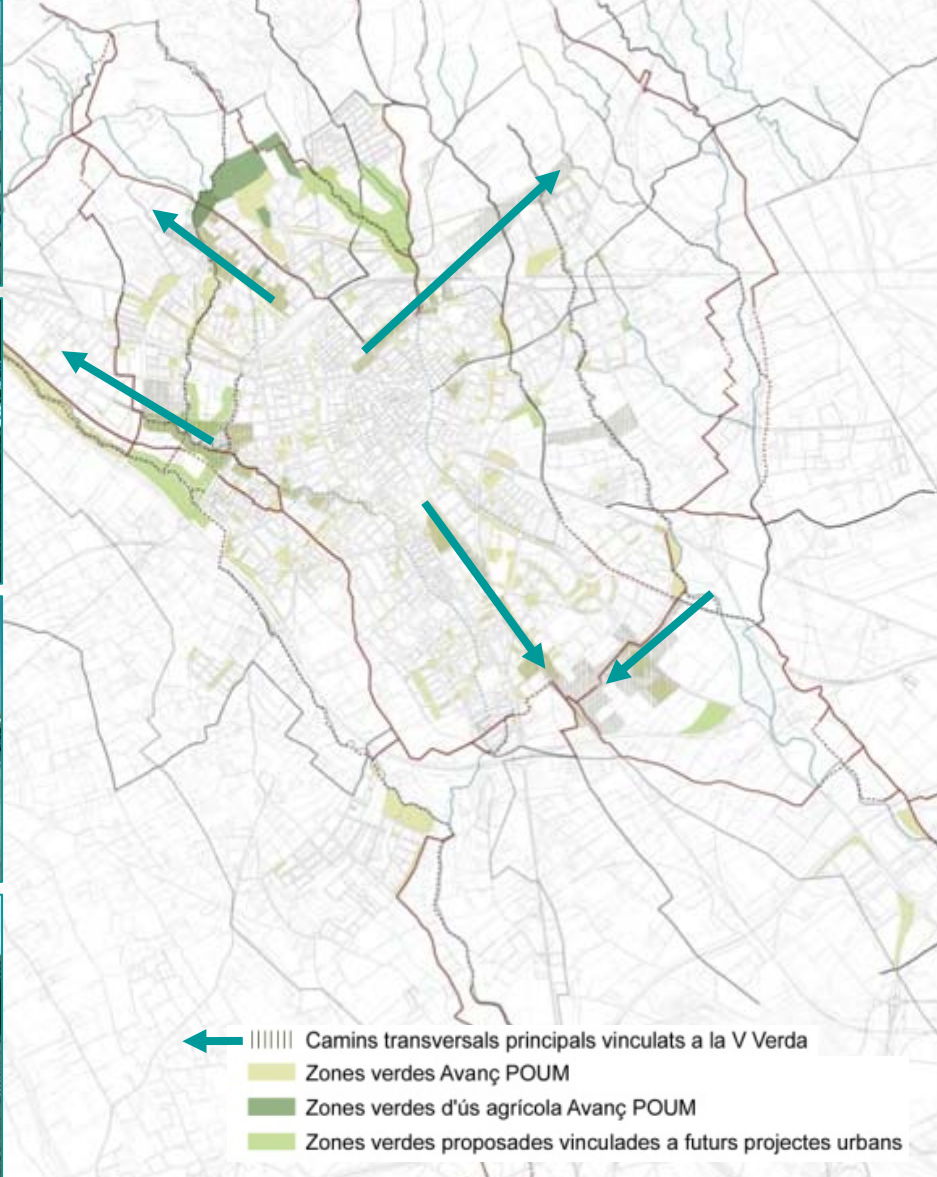 Camins transversals principals vinculats a la V Verda
Zones verdes Avanç POUM
Zones verdes d'ús agrícola Avanç POUM
Zones verdes proposades vinculades a futurs projectes urbans